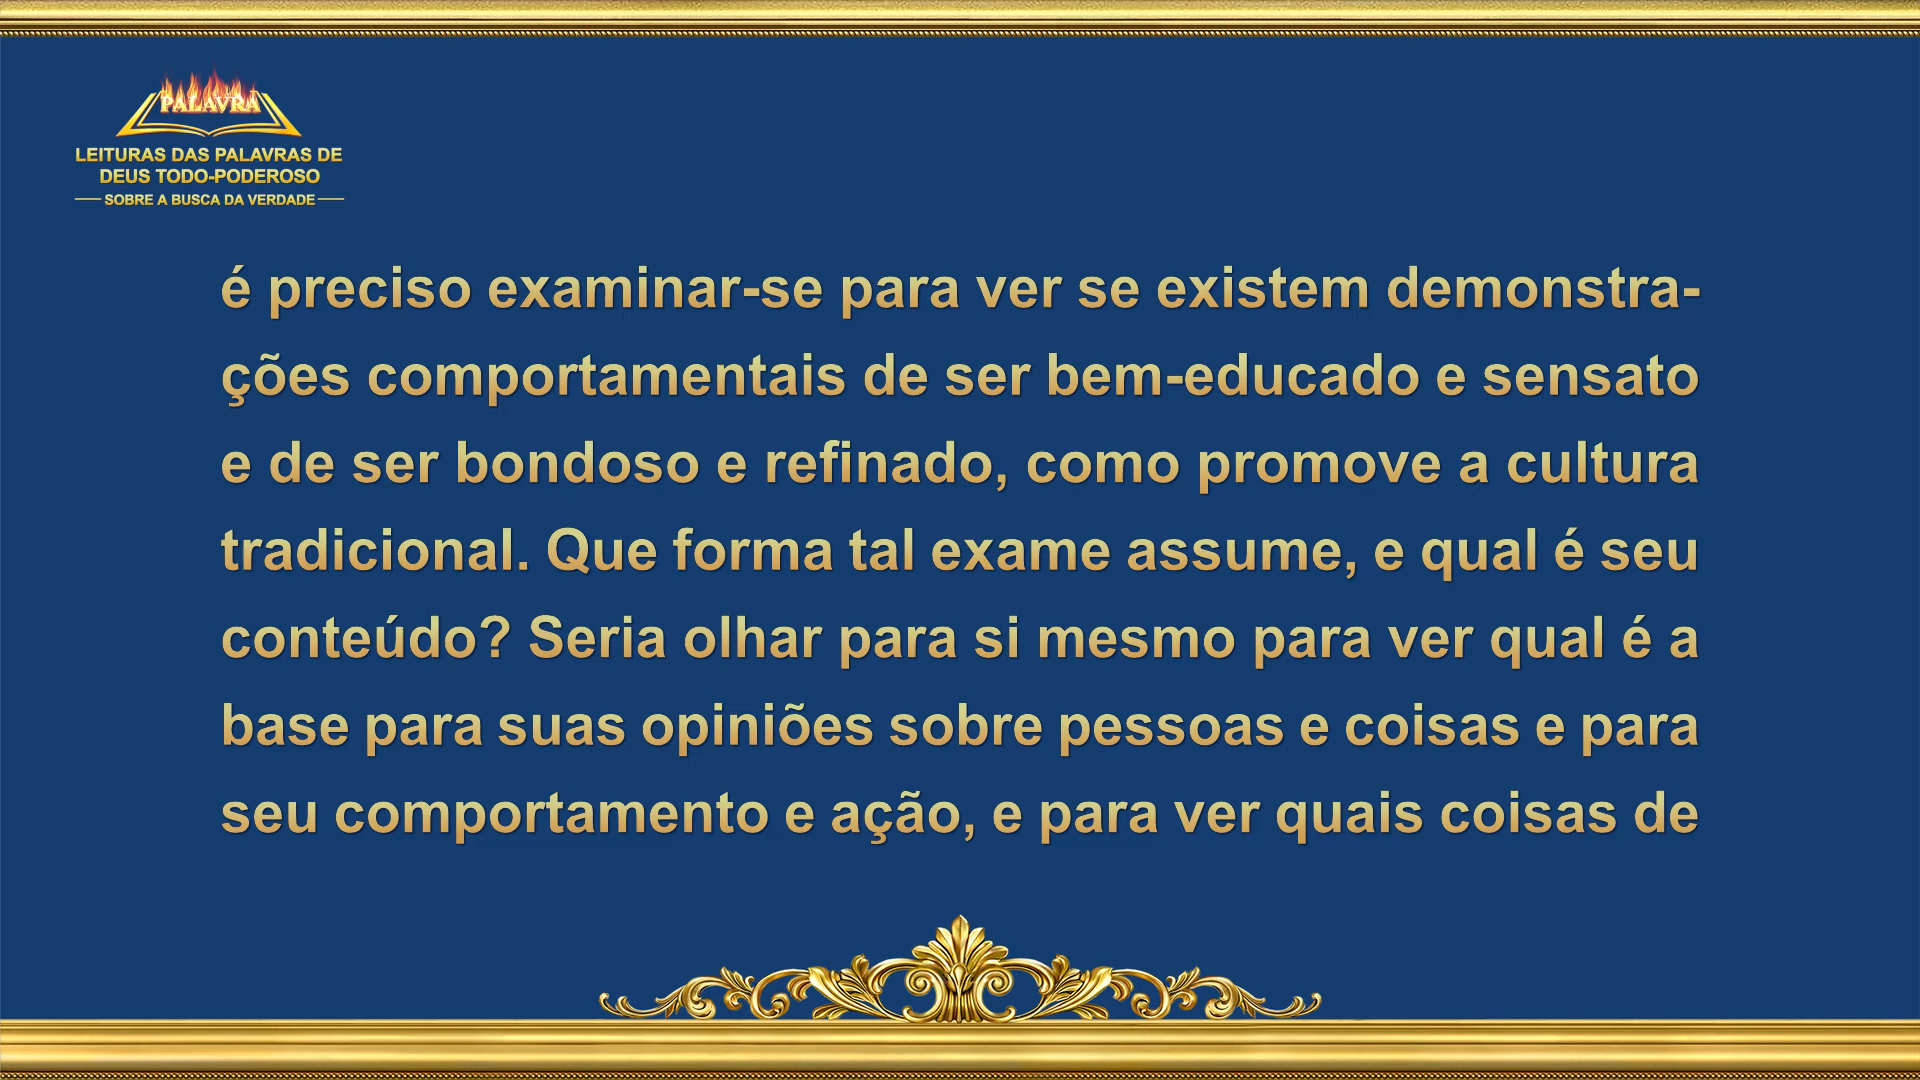 PALAVRA
LEITURAS DAS PALAVRAS DE
DEUS TODO-PODEROSO
SOBRE A BUSCA DA VERDADE
é preciso examinar-se para ver se existem demonstra-
ções comportamentais de ser bem-educado e sensato
e de ser bondoso e refinado, como promove a cultura
tradicional. Que forma tal exame assume, e qual é seu
conteúdo? Seria olhar para si mesmo para ver qual é a
base para suas opiniões sobre pessoas e coisas e para
seu comportamento e ação, e para ver quais coisas de